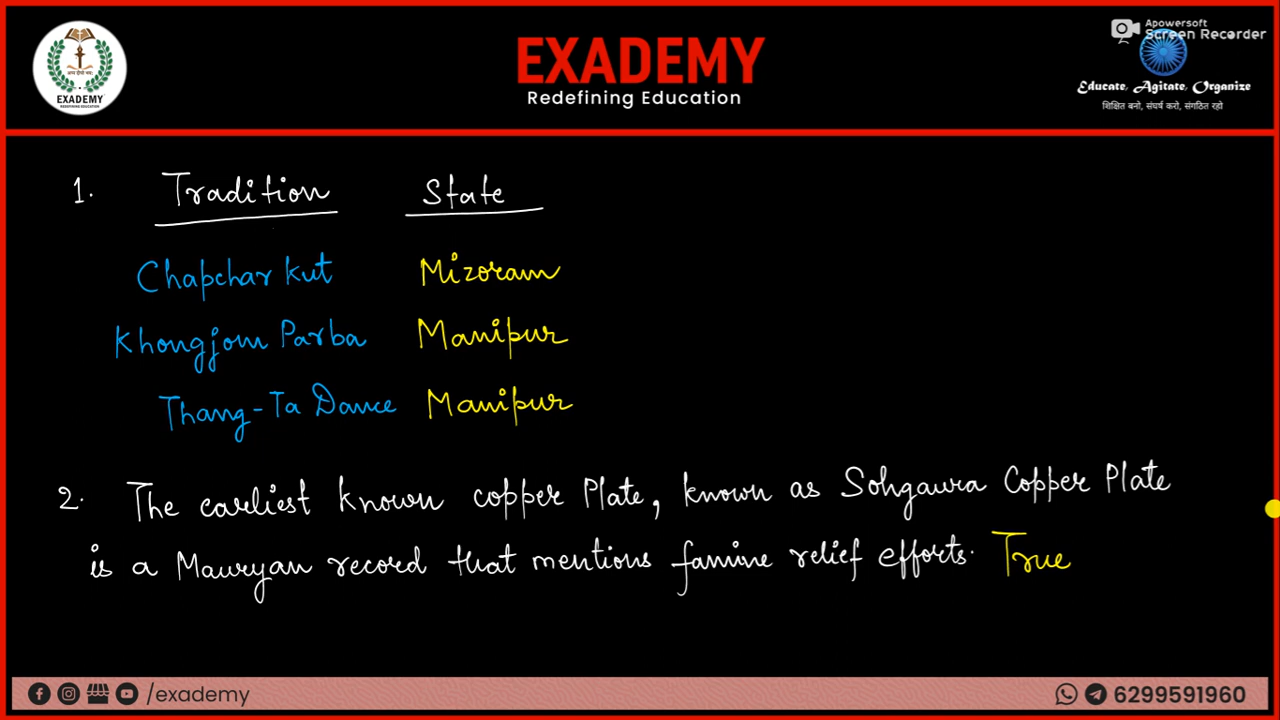 EXADEMY
Redefining Education
EXADEMY
REDEFINING EDUCATION
Apowersoft
Screen Recorder
Educate, Agitate, Organize
शिक्षित बनो, संघर्ष करो, संगठित रहो
1. Tradition State
Chapchar Kut Mizoram
Khongjom Parba Manipur
Thang-Ta Dance Manipur
2. The earliest known copper Plate, known as Sohgaura Copper Plate
is a Mauryan record that mentions famine relief efforts. True
/exademy
6299591960